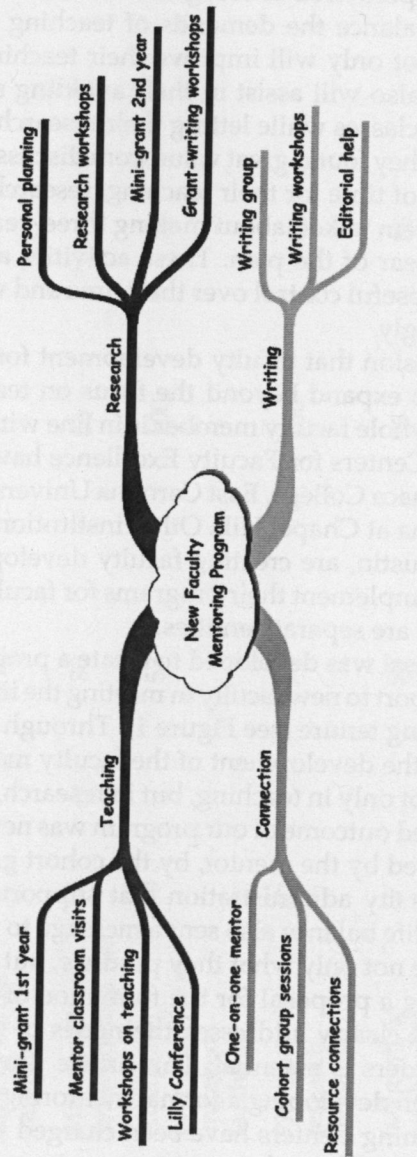 New Faculty
Mentoring Program
Teaching
Mini-grant 1st year
Mentor classroom visits
Workshops on teaching
Lilly Conference
Research
Personal planning
Resarch workshops
Mini-grant 2nd year
Grant-writing workshops
Connection
One-on one mentor
Cohort group sessions
Resource connections
Writing
Writing group
Writing workshops
Editorial help